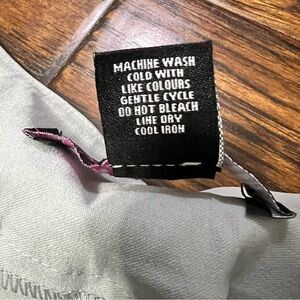 MACHINE WASH
COLD WITH
LIKE COLOURS
GENTLE CYCLE
DO NOT BLEACH
LINE DRY
COOL IRON